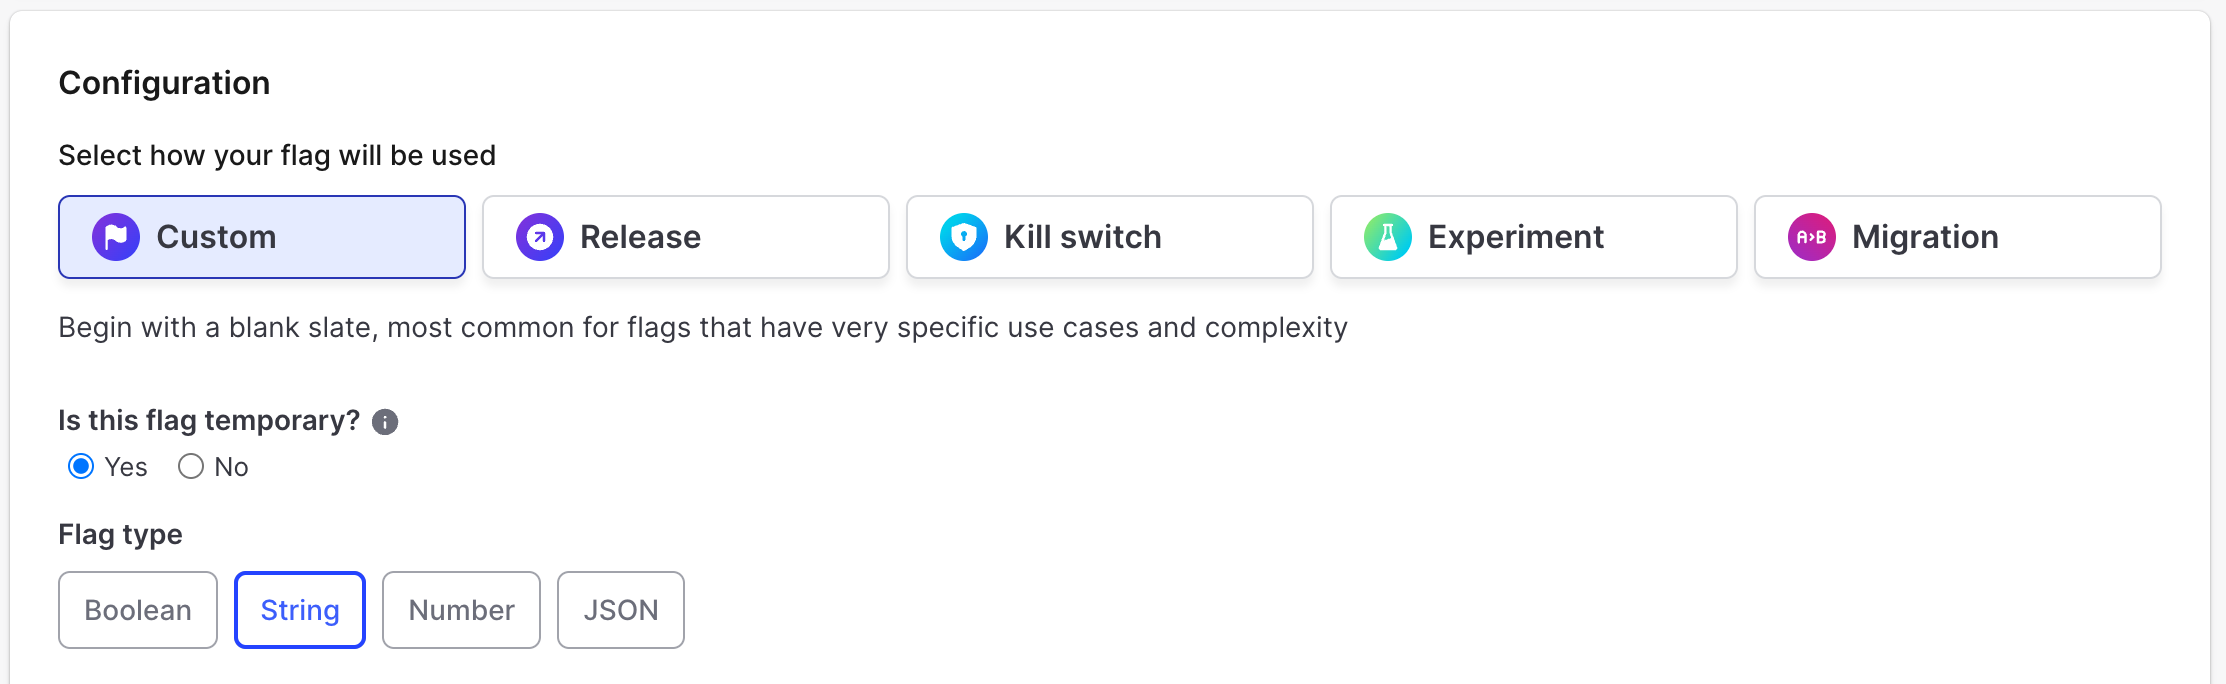 Configuration
Select how your flag will be used
Custom
Release
Kill switch
A›B Migration
Experiment
Begin with a blank slate, most common for flags that have very specific use cases and complexity
Is this flag temporary? i
Yes No
Flag type
Boolean String Number JSON